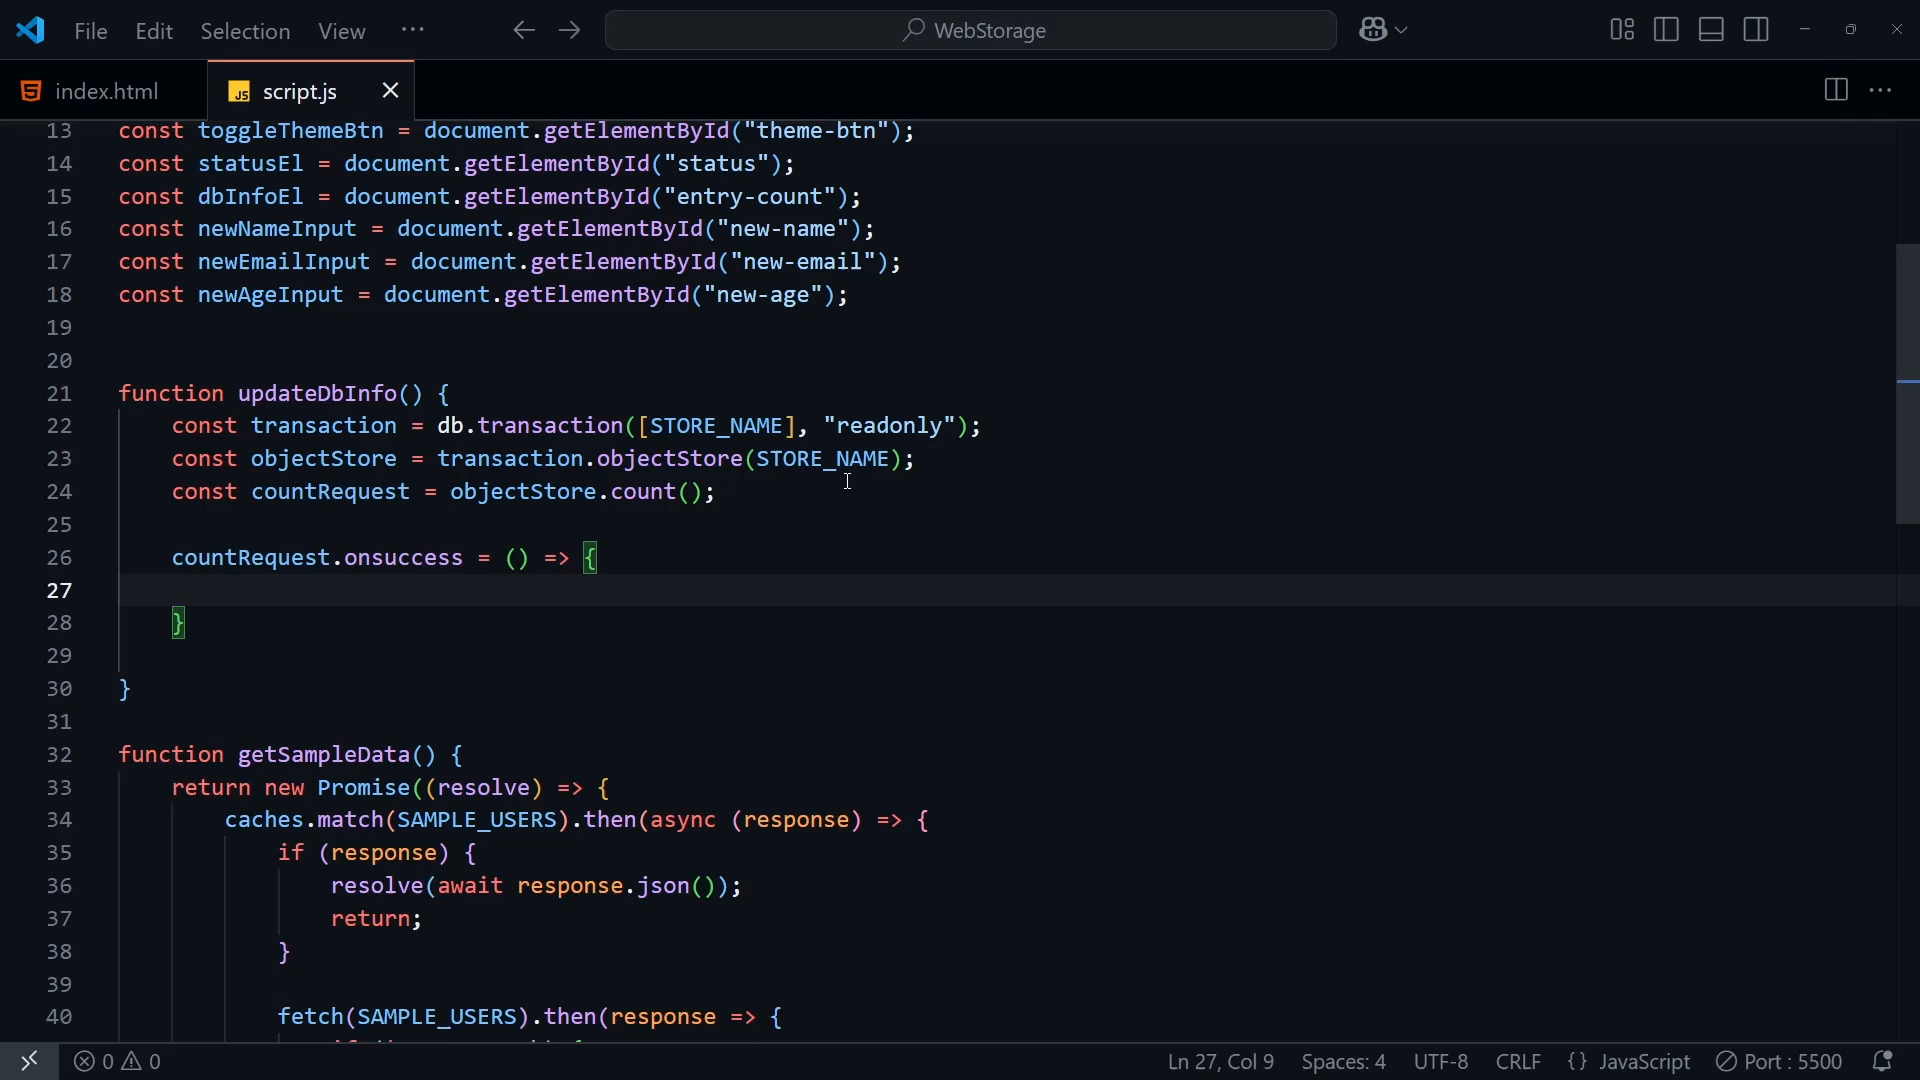 File Edit Selection View ··· WebStorage
index.html script.js
13 const toggleThemeBtn = document.getElementById("theme-btn");
14 const statusEl = document.getElementById("status");
15 const dbInfoEl = document.getElementById("entry-count");
16 const newNameInput = document.getElementById("new-name");
17 const newEmailInput = document.getElementById("new-email");
18 const newAgeInput = document.getElementById("new-age");
19
20
21 function updateDbInfo() {
22     const transaction = db.transaction([STORE_NAME], "readonly");
23     const objectStore = transaction.objectStore(STORE_NAME);
24     const countRequest = objectStore.count();
25
26     countRequest.onsuccess = () => {
27
28     }
29
30 }
31
32 function getSampleData() {
33     return new Promise((resolve) => {
34         caches.match(SAMPLE_USERS).then(async (response) => {
35             if (response) {
36                 resolve(await response.json());
37                 return;
38             }
39
40             fetch(SAMPLE_USERS).then(response => {
0 0 Ln 27, Col 9 Spaces: 4 UTF-8 CRLF {} JavaScript Port : 5500